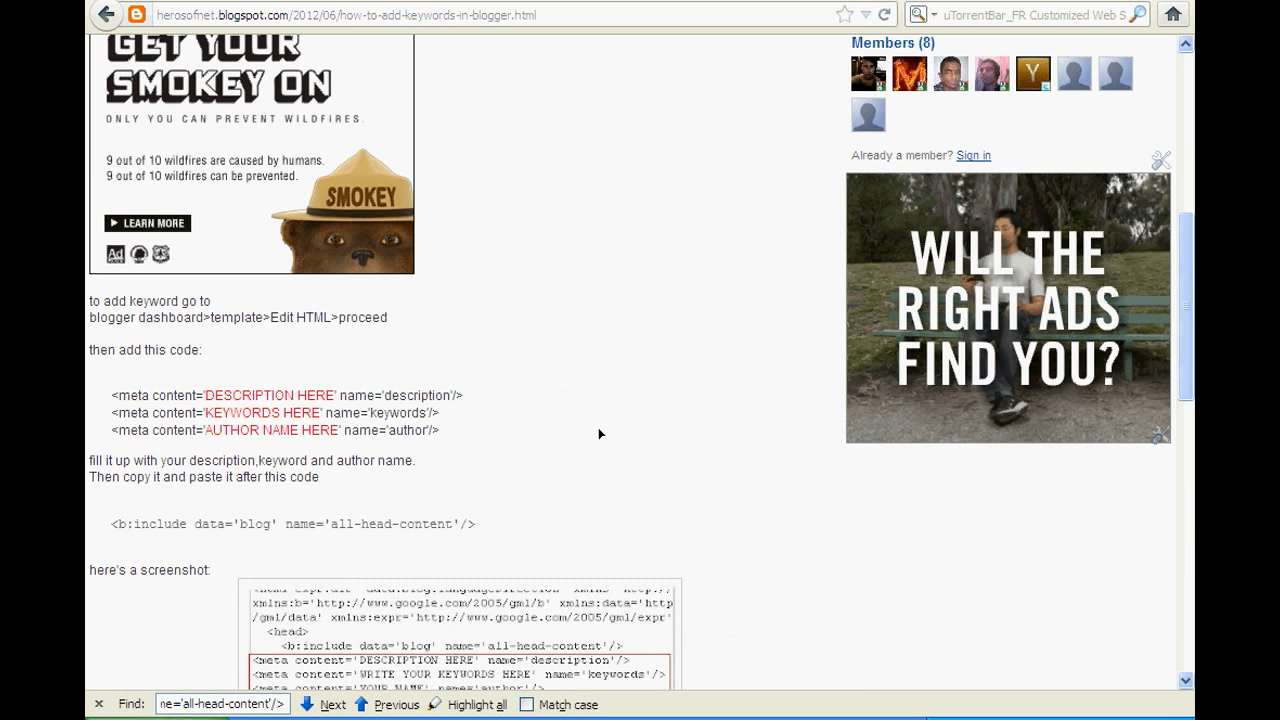 herosofnet.blogspot.com/2012/06/how-to-add-keywords-in-blogger.html
uTorrentBar_FR Customized Web S
GET YOUR
SMOKEY ON
ONLY YOU CAN PREVENT WILDFIRES.
9 out of 10 wildfires are caused by humans.
9 out of 10 wildfires can be prevented.
SMOKEY
LEARN MORE
Ad
Members (8)
M
Y
Already a member? Sign in
WILL THE
RIGHT ADS
FIND YOU?
to add keyword go to
blogger dashboard>template>Edit HTML>proceed
then add this code:
<meta content='DESCRIPTION HERE' name='description'/>
<meta content='KEYWORDS HERE' name='keywords'/>
<meta content='AUTHOR NAME HERE' name='author'/>
fill it up with your description,keyword and author name.
Then copy it and paste it after this code
<b:include data='blog' name='all-head-content'/>
here's a screenshot:
xmlns:b='http://www.google.com/2005/gml/b' xmlns:data='http
/gml/data' xmlns:expr='http://www.google.com/2005/gml/expr'
<head>
<b:include data='blog' name='all-head-content'/>
<meta content='DESCRIPTION HERE' name='description'/>
<meta content='WRITE YOUR KEYWORDS HERE' name='keywords'/>
<meta content='YOUR NAME' name='author'/>
Find: ne='all-head-content'/> Next Previous Highlight all Match case